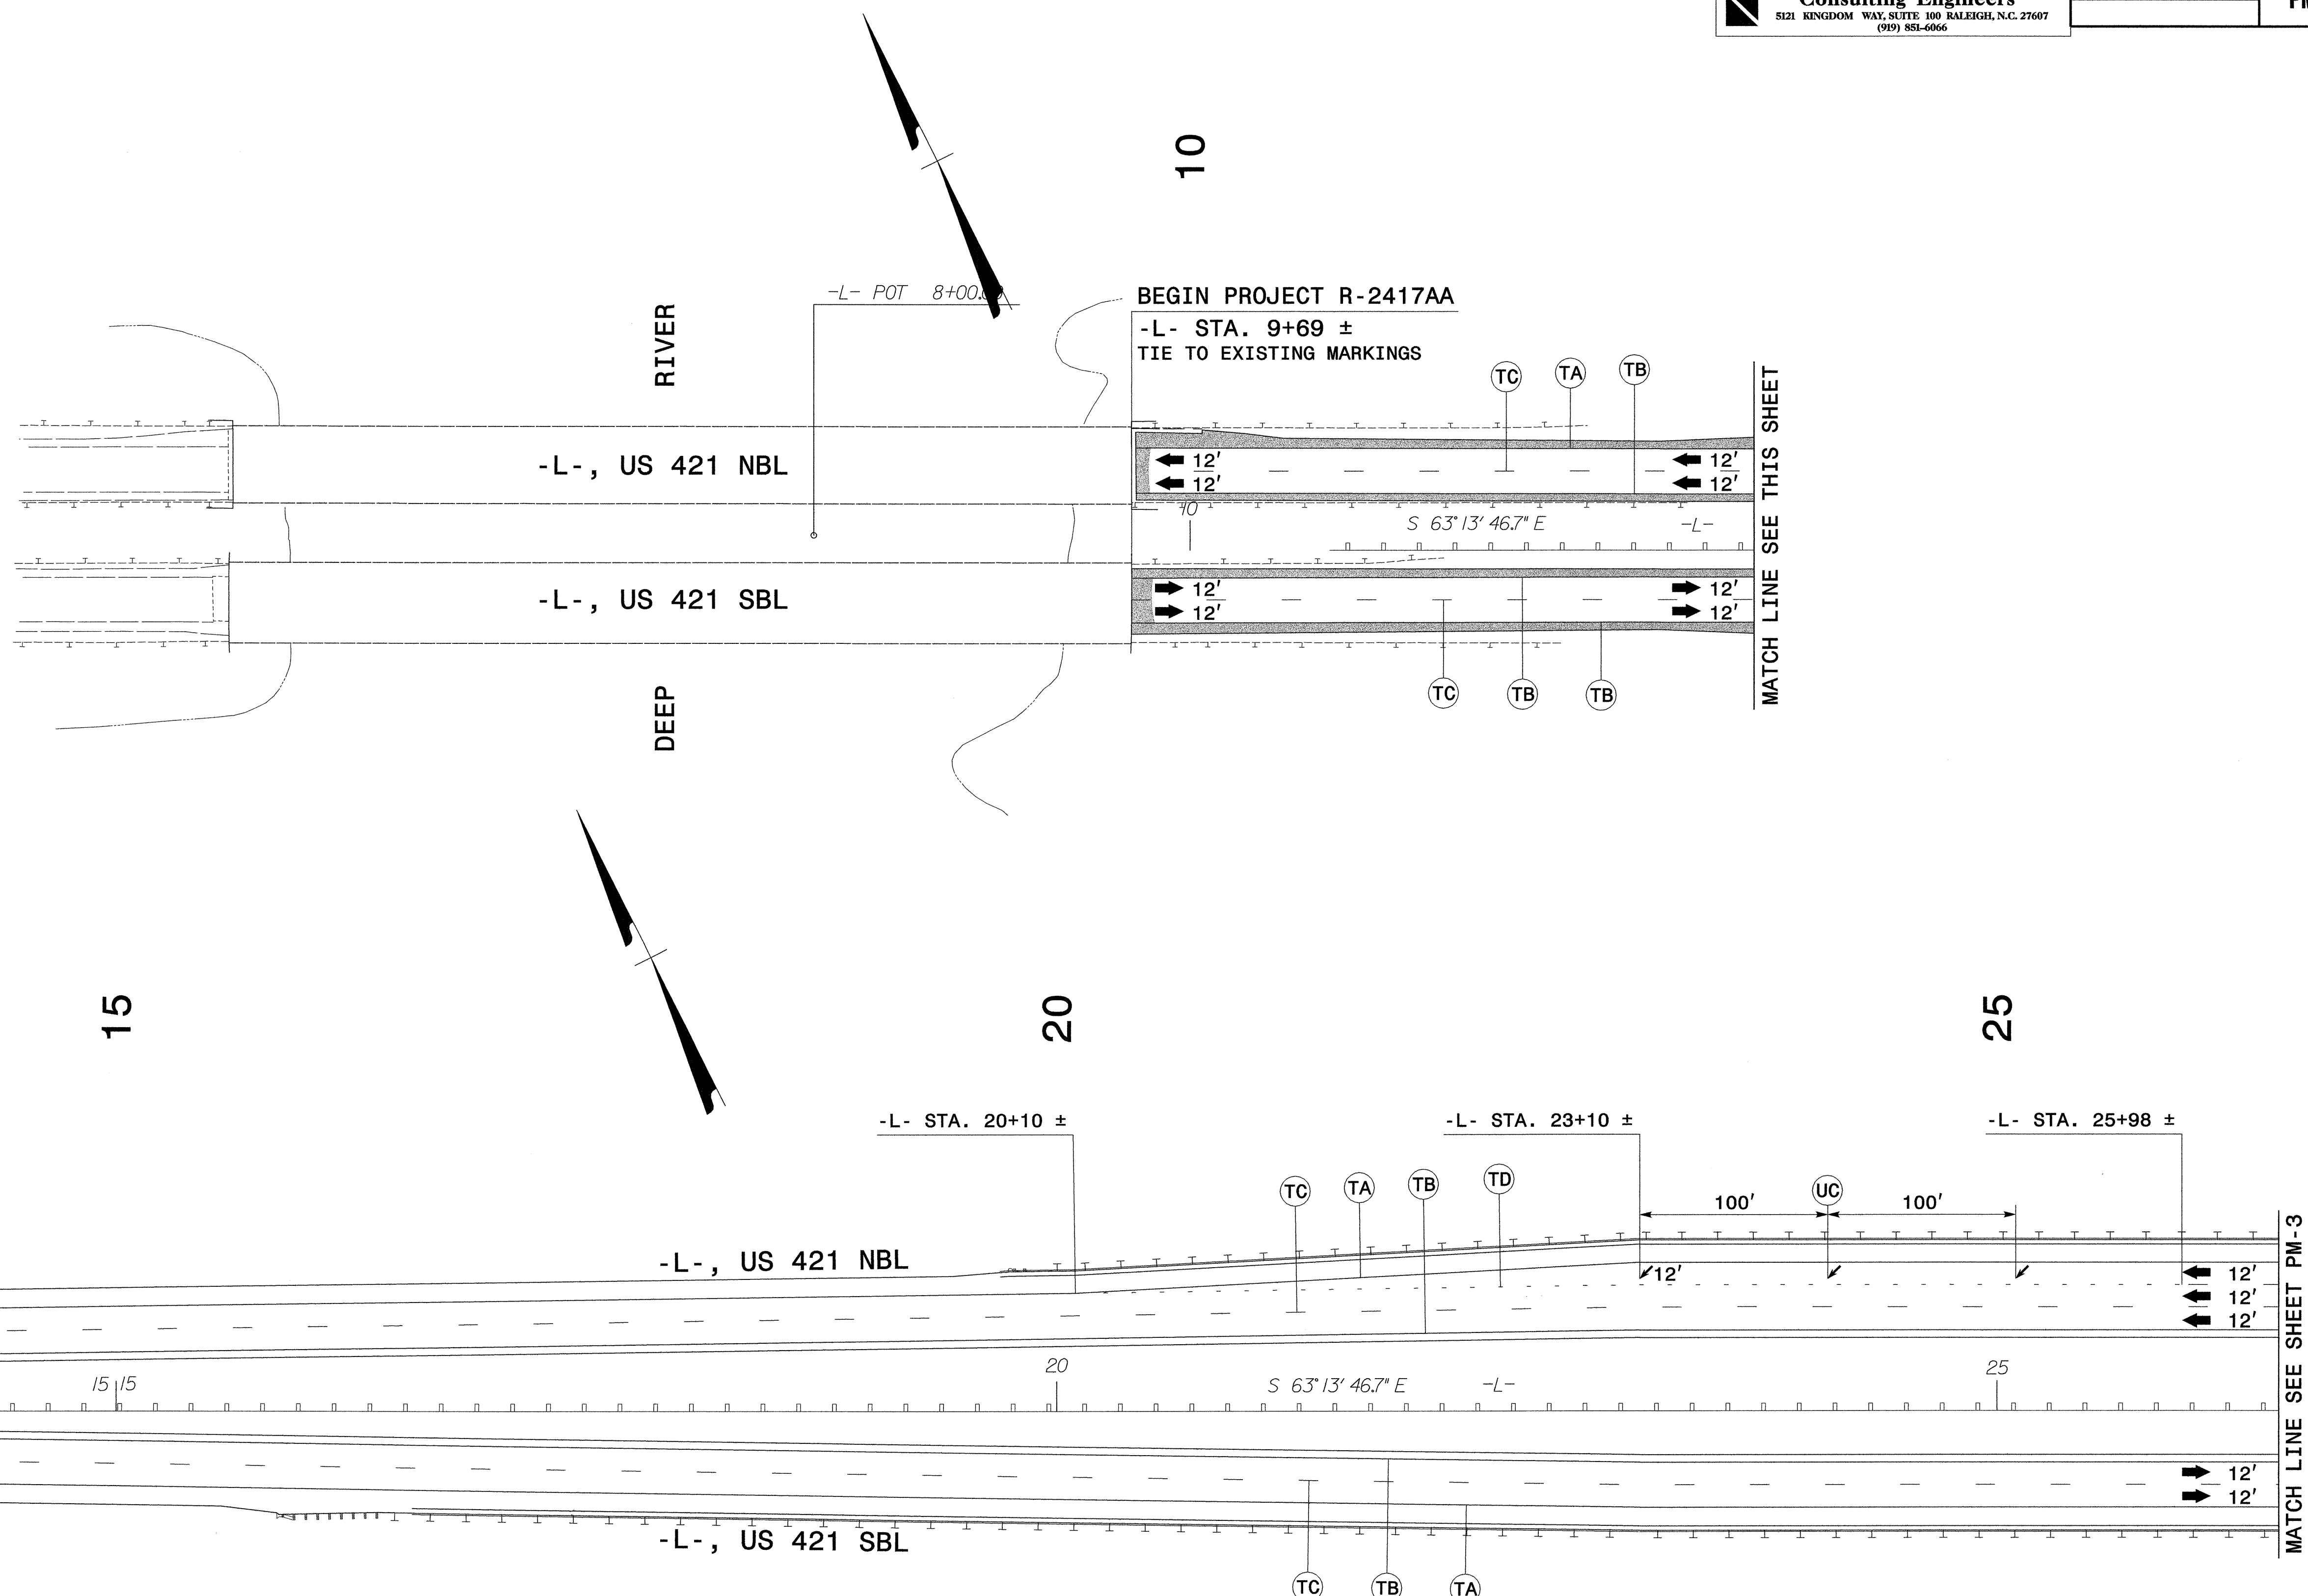 Consulting Engineers
5121 KINGDOM WAY, SUITE 100 RALEIGH, N.C. 27607
(919) 851-6066
10
-L- POT 8+00.
RIVER
BEGIN PROJECT R-2417AA
-L- STA. 9+69 ±
TIE TO EXISTING MARKINGS
TC TA TB
-L-, US 421 NBL
12' 12'
12' 12'
10
S 63° 13' 46.7" E -L-
-L-, US 421 SBL
12' 12'
12' 12'
MATCH LINE SEE THIS SHEET
TC TB TB
DEEP
15 20 25
-L- STA. 20+10 ±
-L- STA. 23+10 ±
-L- STA. 25+98 ±
TC TA TB TD UC
100' 100'
-L-, US 421 NBL
12'
12'
12'
12'
15 15 20 25
S 63° 13' 46.7" E -L-
12'
12'
-L-, US 421 SBL
TC TB TA
MATCH LINE SEE SHEET PM-3